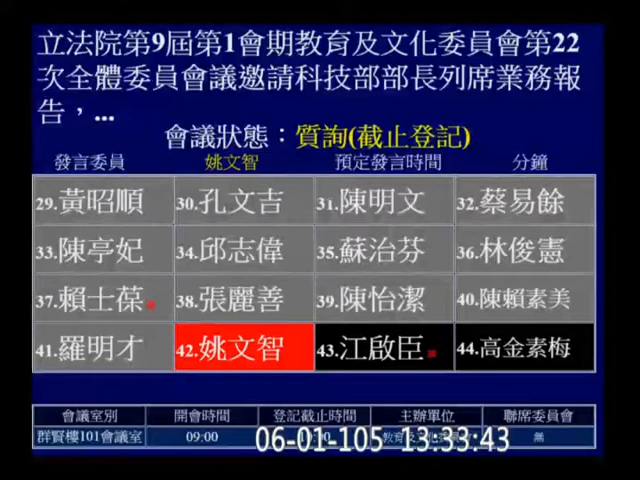 立法院第9屆第1會期教育及文化委員會第22
次全體委員會議邀請科技部部長列席業務報
告，...
會議狀態：質詢(截止登記)
發言委員 姚文智 預定發言時間 分鐘
29.黃昭順 30.孔文吉 31.陳明文 32.蔡易餘
33.陳亭妃 34.邱志偉 35.蘇治芬 36.林俊憲
37.賴士葆 38.張麗善 39.陳怡潔 40.陳賴素美
41.羅明才 42.姚文智 43.江啟臣 44.高金素梅
會議室別 開會時間 登記截止時間 主辦單位 聯席委員會
群賢樓101會議室 09:00 無
06-01-105 13:33:43